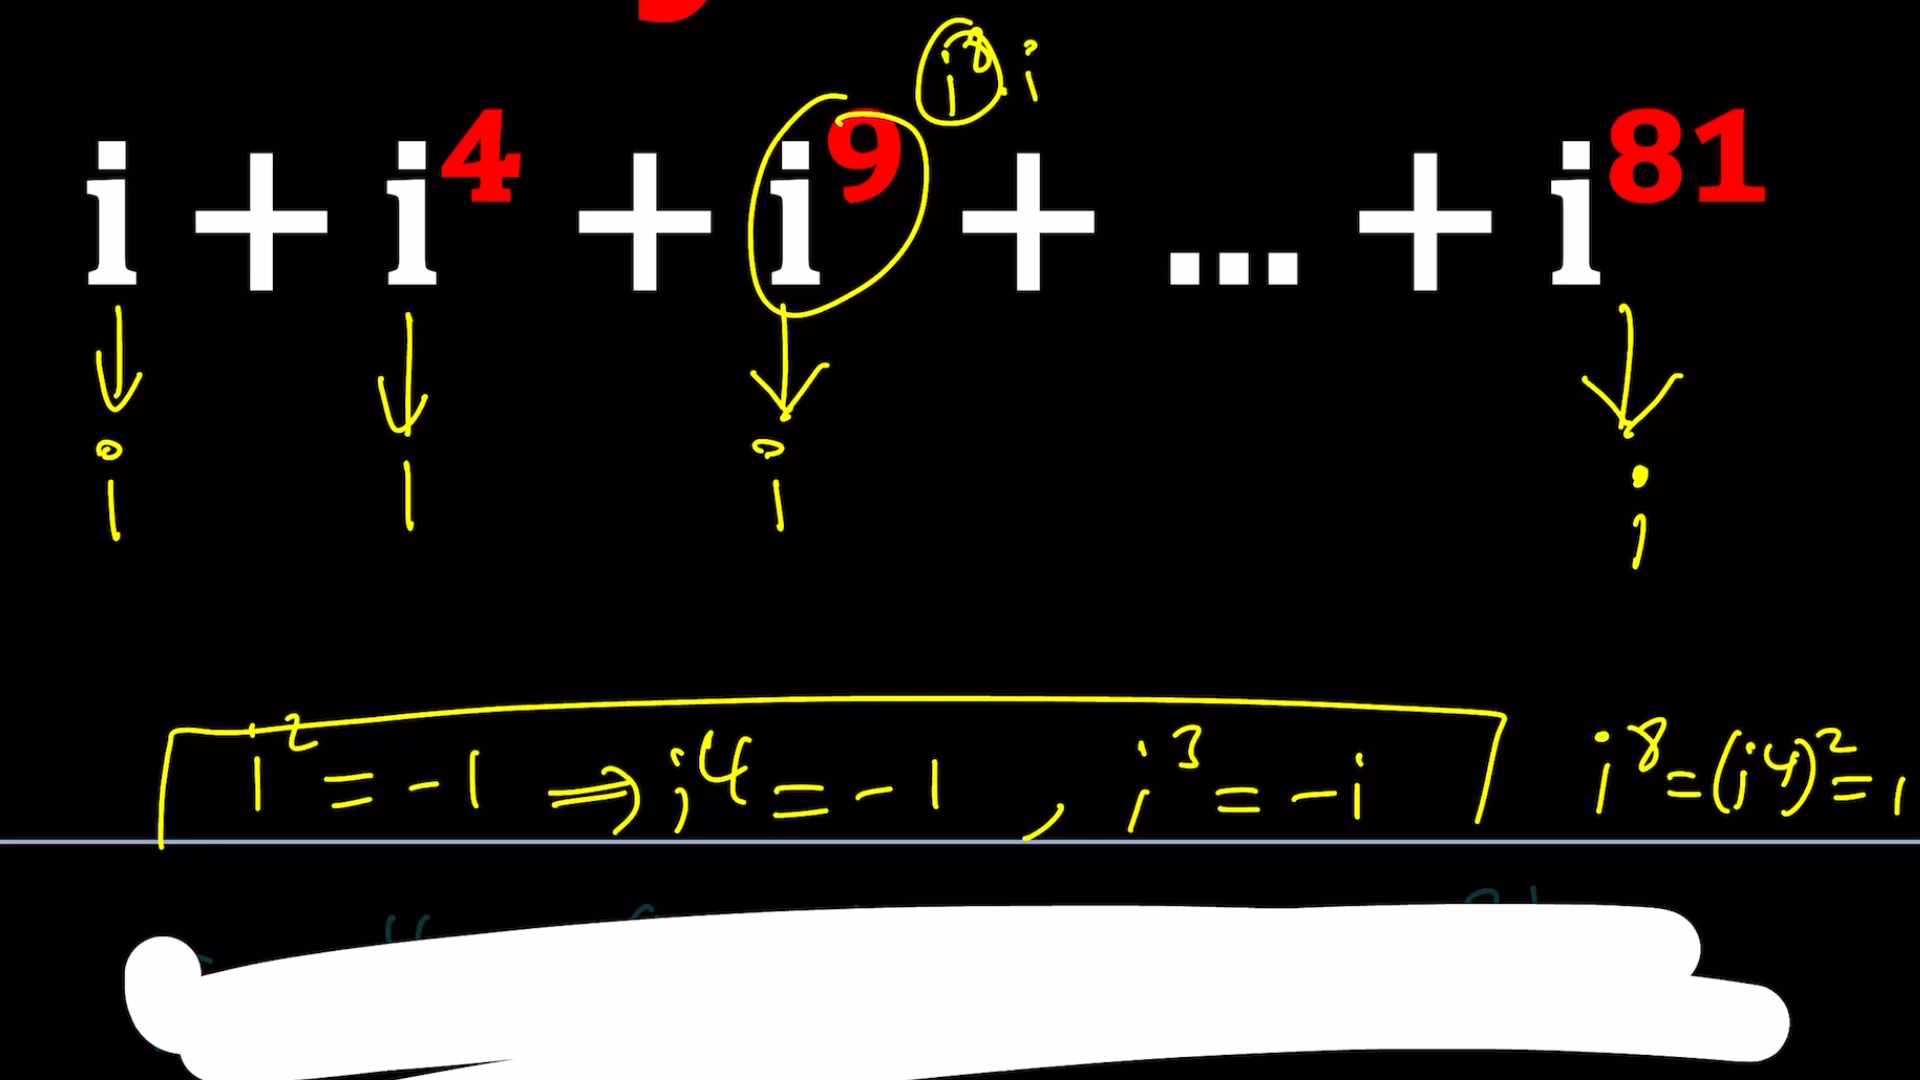 i⁸.i
i + i⁴ + i⁹ + ... + i⁸¹
i 1 i i
i² = -1 ⇒ i⁴ = -1, i³ = -i i⁸ = (i⁴)² = 1